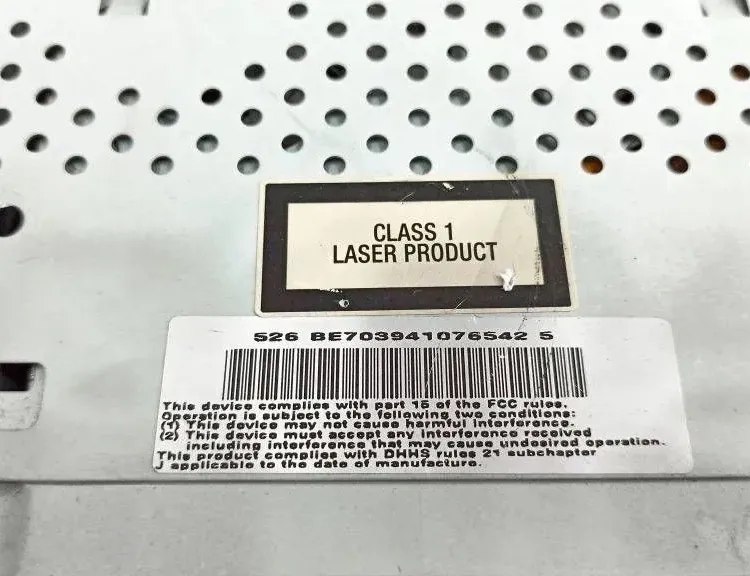 CLASS 1
LASER PRODUCT
526 BE703941076542 5
This device complies with part 15 of the FCC rules.
Operation is subject to the following two conditions:
(1) This device may not cause harmful interference.
(2) This device must accept any interference received
including interference that may cause undesired operation.
This product complies with DHHS rules 21 subchapter
J applicable to the date of manufacture.